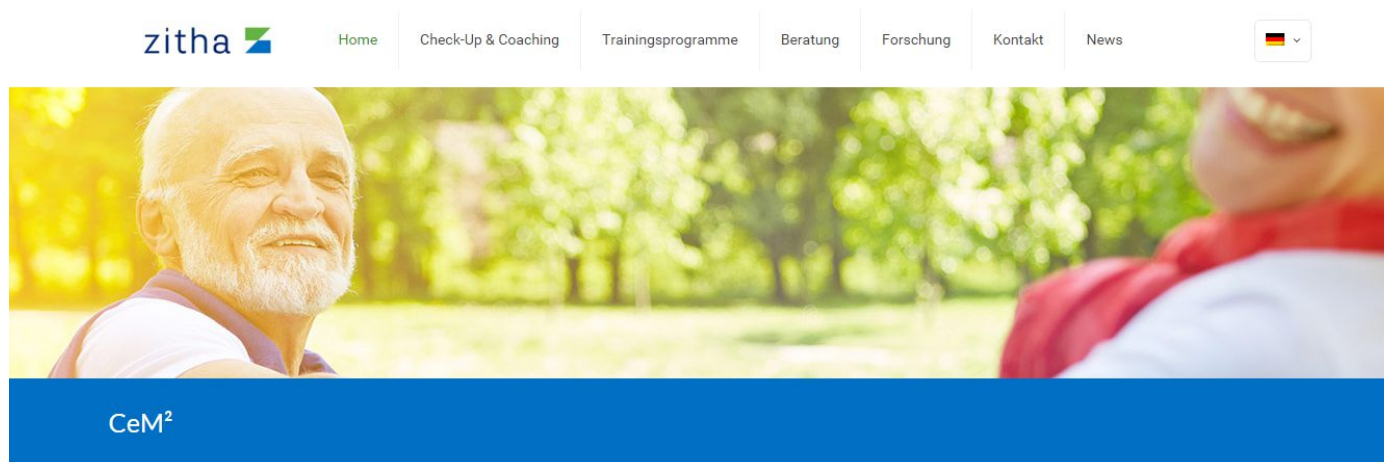 zitha
Home Check-Up & Coaching Trainingsprogramme Beratung Forschung Kontakt News
CeM²